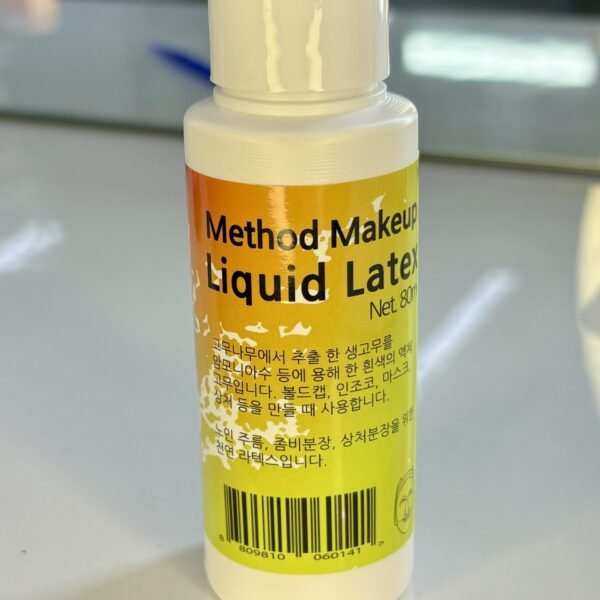 Method Makeup
Liquid Latex
Net. 80m
고무나무에서 추출 한 생고무를
암모니아수 등에 용해 한 흰색의 액체
고무입니다. 볼드캡, 인조코, 마스크,
상처 등을 만들 때 사용합니다.
노인 주름, 좀비분장, 상처분장을 위한
천연 라텍스입니다.
8 809810 060141 >